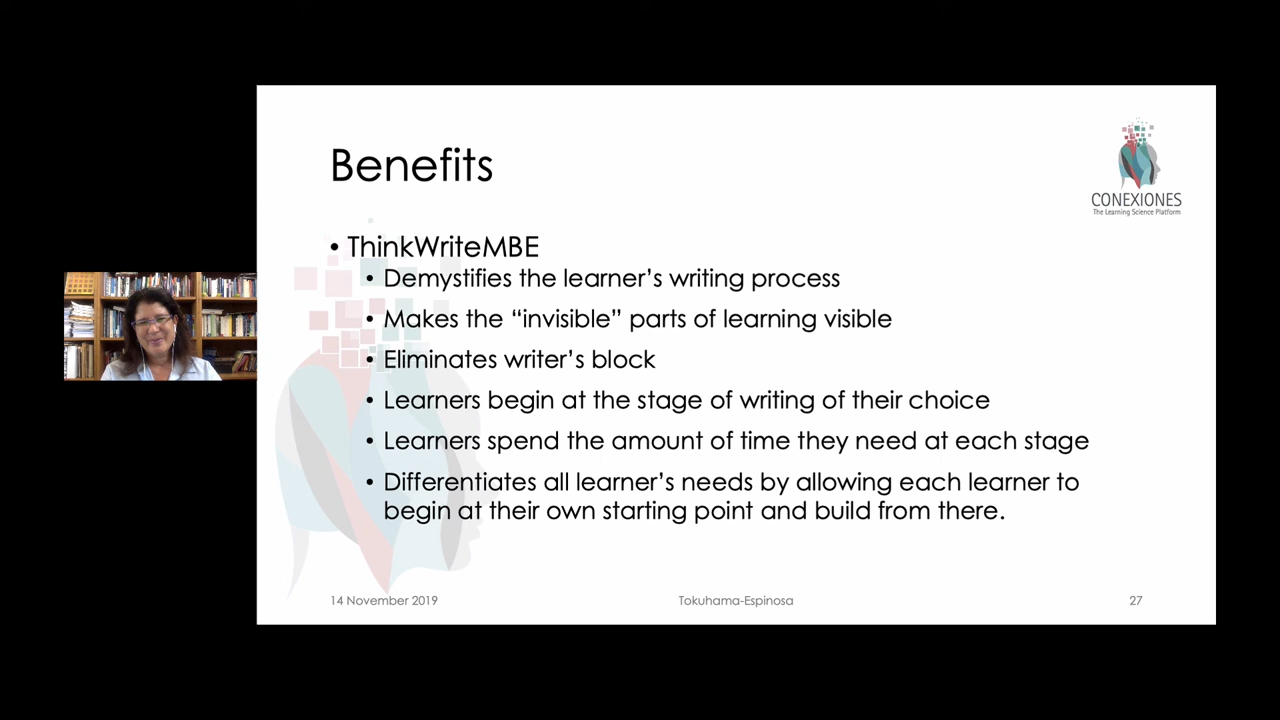 Benefits
CONEXIONES
The Learning Science Platform
• ThinkWriteMBE
• Demystifies the learner’s writing process
• Makes the “invisible” parts of learning visible
• Eliminates writer’s block
• Learners begin at the stage of writing of their choice
• Learners spend the amount of time they need at each stage
• Differentiates all learner’s needs by allowing each learner to
begin at their own starting point and build from there.
14 November 2019
Tokuhama-Espinosa
27